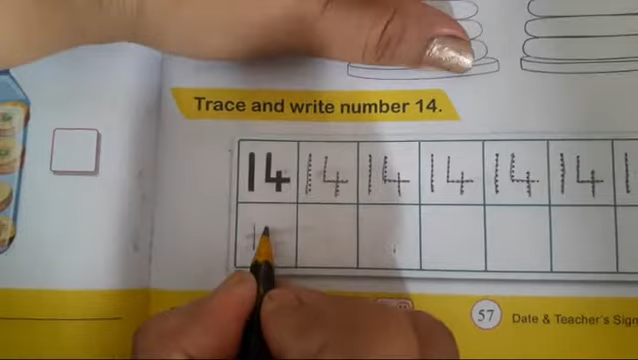 Trace and write number 14.
14 14 14 14 14 14
57 Date & Teacher's Sign